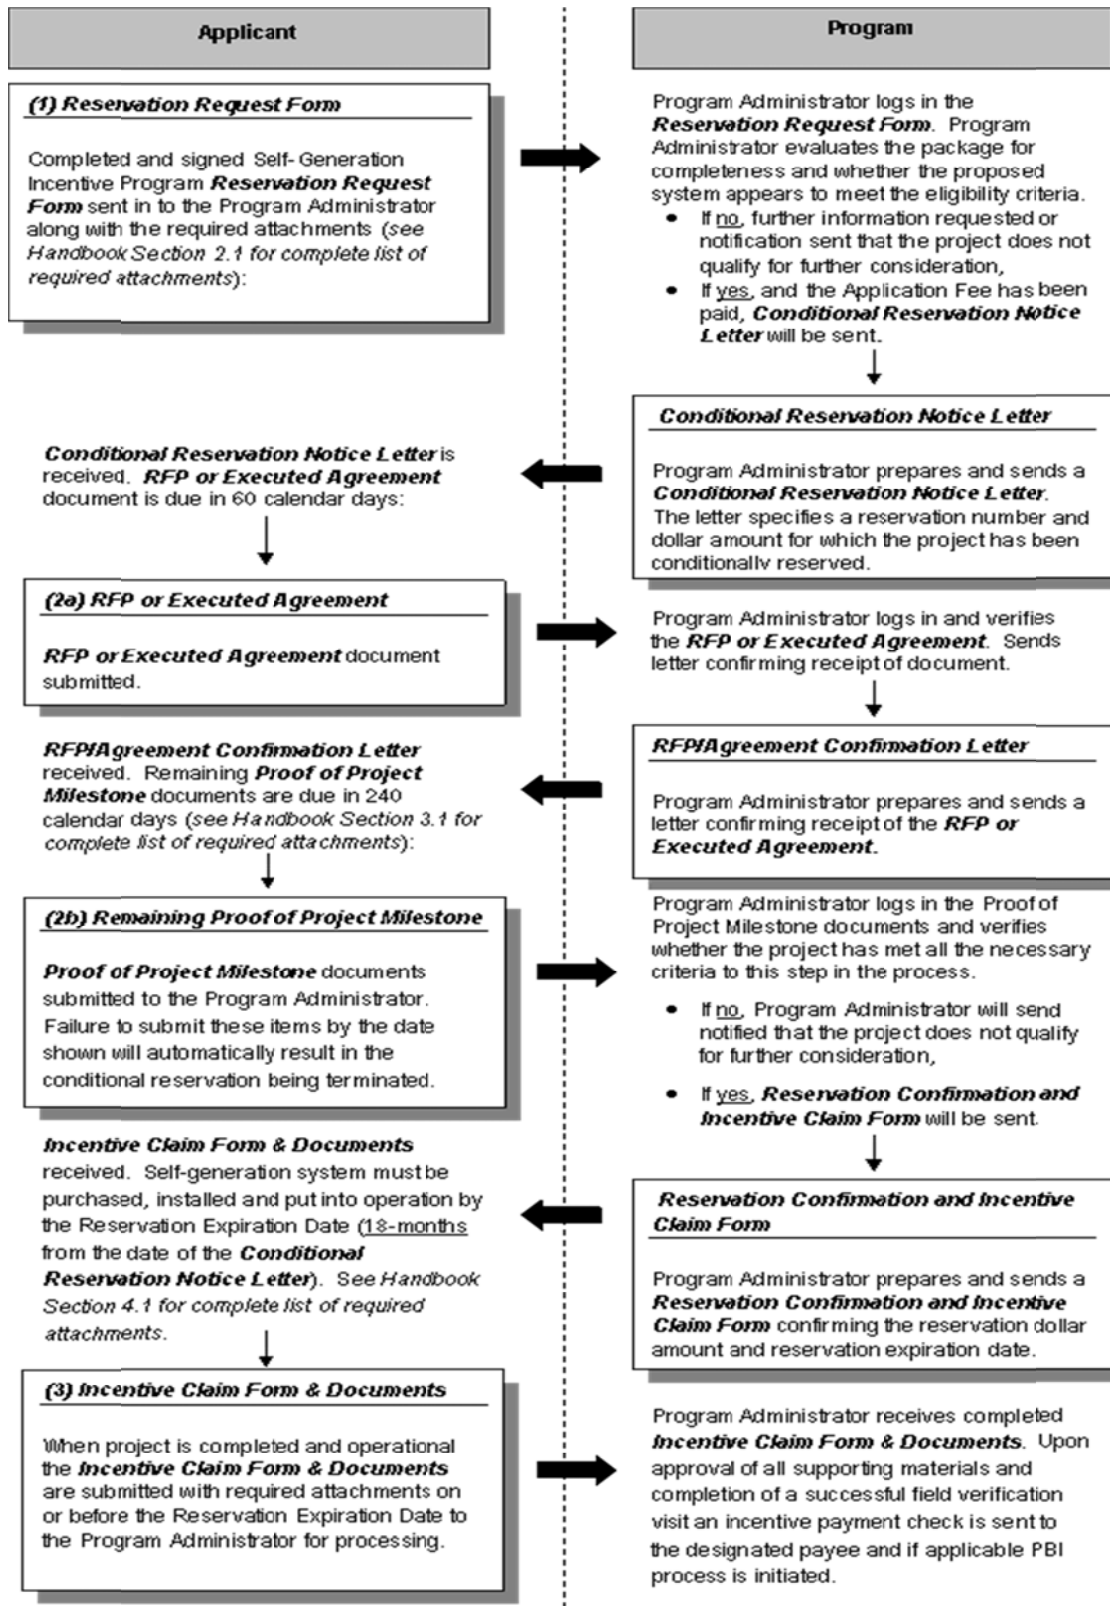 Applicant
Program
(1) Reservation Request Form
Completed and signed Self- Generation
Incentive Program Reservation Request
Form sent in to the Program Administrator
along with the required attachments (see
Handbook Section 2.1 for complete list of
required attachments):
Program Administrator logs in the
Reservation Request Form. Program
Administrator evaluates the package for
completeness and whether the proposed
system appears to meet the eligibility criteria.
• If no, further information requested or
notification sent that the project does not
qualify for further consideration,
• If yes, and the Application Fee has been
paid, Conditional Reservation Notice
Letter will be sent.
Conditional Reservation Notice Letter
Program Administrator prepares and sends a
Conditional Reservation Notice Letter.
The letter specifies a reservation number and
dollar amount for which the project has been
conditionally reserved.
Conditional Reservation Notice Letter is
received. RFP or Executed Agreement
document is due in 60 calendar days:
(2a) RFP or Executed Agreement
RFP or Executed Agreement document
submitted.
Program Administrator logs in and verifies
the RFP or Executed Agreement. Sends
letter confirming receipt of document.
RFP/Agreement Confirmation Letter
Program Administrator prepares and sends a
letter confirming receipt of the RFP or
Executed Agreement.
RFP/Agreement Confirmation Letter
received. Remaining Proof of Project
Milestone documents are due in 240
calendar days (see Handbook Section 3.1 for
complete list of required attachments):
(2b) Remaining Proof of Project Milestone
Proof of Project Milestone documents
submitted to the Program Administrator.
Failure to submit these items by the date
shown will automatically result in the
conditional reservation being terminated.
Program Administrator logs in the Proof of
Project Milestone documents and verifies
whether the project has met all the necessary
criteria to this step in the process.
• If no, Program Administrator will send
notified that the project does not qualify
for further consideration,
• If yes, Reservation Confirmation and
Incentive Claim Form will be sent.
Reservation Confirmation and Incentive
Claim Form
Program Administrator prepares and sends a
Reservation Confirmation and Incentive
Claim Form confirming the reservation dollar
amount and reservation expiration date.
Incentive Claim Form & Documents
received. Self-generation system must be
purchased, installed and put into operation by
the Reservation Expiration Date (18-months
from the date of the Conditional
Reservation Notice Letter). See Handbook
Section 4.1 for complete list of required
attachments.
(3) Incentive Claim Form & Documents
When project is completed and operational
the Incentive Claim Form & Documents
are submitted with required attachments on
or before the Reservation Expiration Date to
the Program Administrator for processing.
Program Administrator receives completed
Incentive Claim Form & Documents. Upon
approval of all supporting materials and
completion of a successful field verification
visit an incentive payment check is sent to
the designated payee and if applicable PBI
process is initiated.